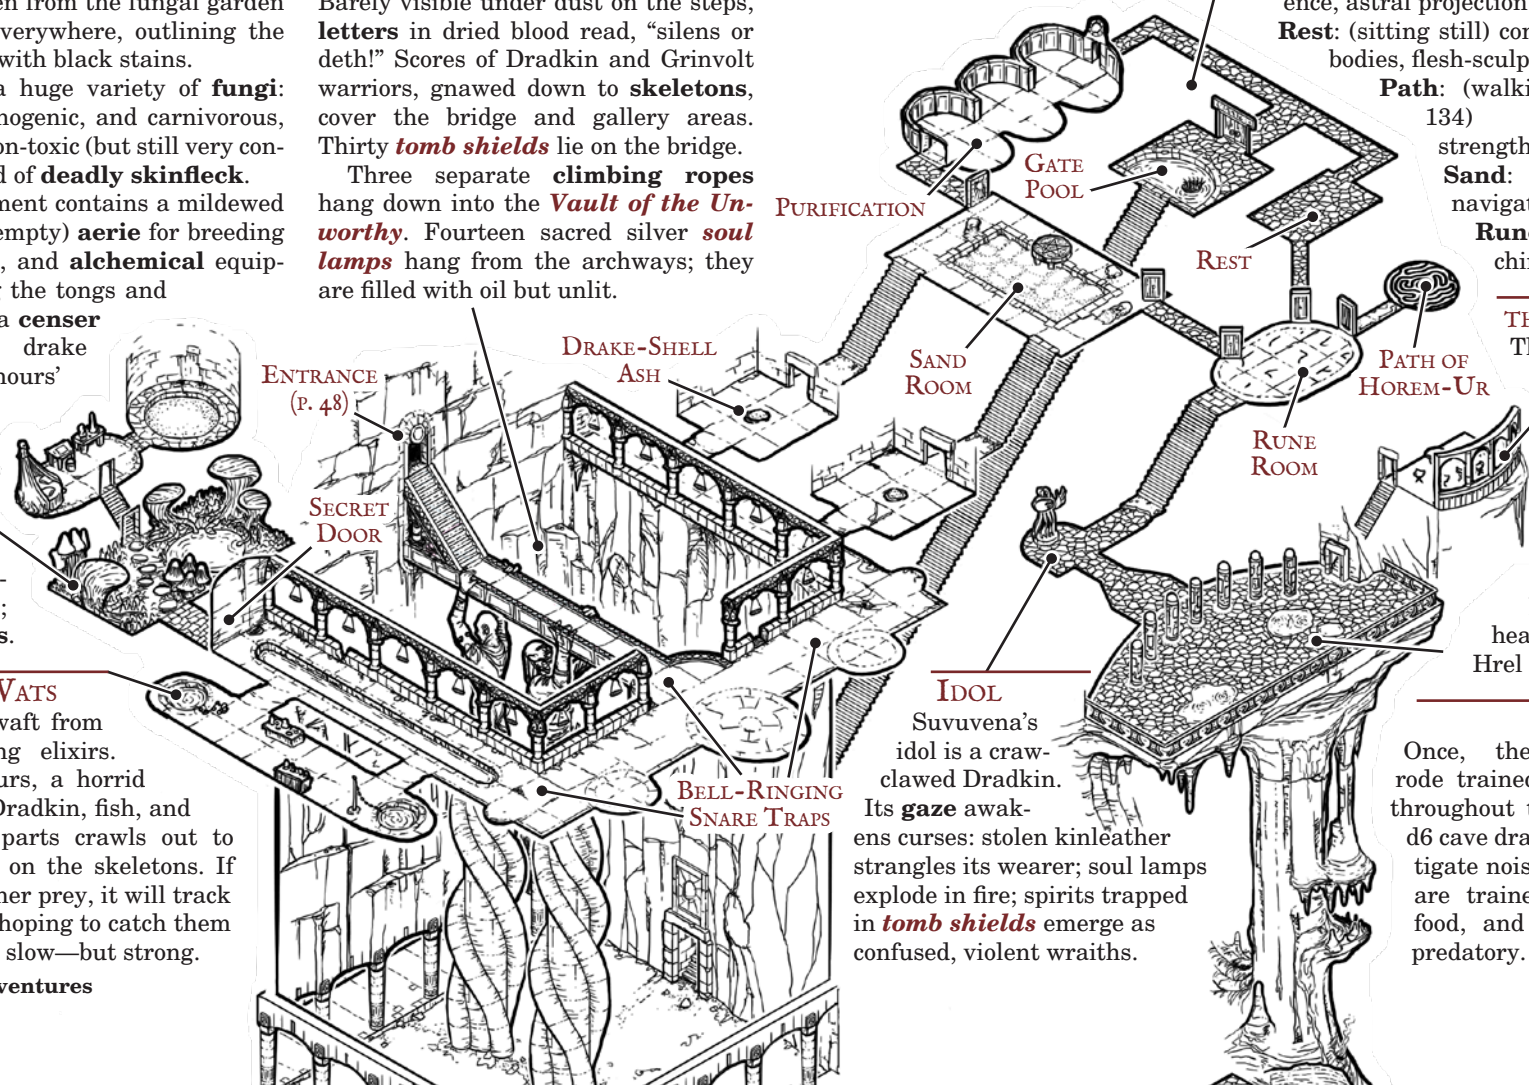 en from the fungal garden
verywhere, outlining the
with black stains.
a huge variety of fungi:
hogenic, and carnivorous,
on-toxic (but still very con-
d of deadly skinfleck.
ment contains a mildewed
empty) aerie for breeding
, and alchemical equip-
g the tongs and
a censer
drake
hours’
;
s.
Barely visible under dust on the steps,
letters in dried blood read, “silens or
deth!” Scores of Dradkin and Grinvolt
warriors, gnawed down to skeletons,
cover the bridge and gallery areas.
Thirty tomb shields lie on the bridge.
Three separate climbing ropes
hang down into the Vault of the Un-
worthy. Fourteen sacred silver soul
lamps hang from the archways; they
are filled with oil but unlit.
Entrance
(p. 48)
Secret
Door
Drake-Shell
Ash
Purification
Gate
Pool
Rest
Sand
Room
Rune
Room
Path of
Horem-Ur
Bell-Ringing
Snare Traps
Vats
waft from
ng elixirs.
urs, a horrid
Dradkin, fish, and
parts crawls out to
on the skeletons. If
her prey, it will track
hoping to catch them
slow—but strong.
ventures
Idol
Suvuvena’s
idol is a craw-
clawed Dradkin.
Its gaze awak-
ens curses: stolen kinleather
strangles its wearer; soul lamps
explode in fire; spirits trapped
in tomb shields emerge as
confused, violent wraiths.
ence, astral projection
Rest: (sitting still) con
bodies, flesh-sculp
Path: (walki
134)
strength
Sand:
navigat
Rune
chin
th
Th
hea
Hrel
Once, the
rode trained
throughout t
d6 cave dra
tigate nois
are traine
food, and
predatory.